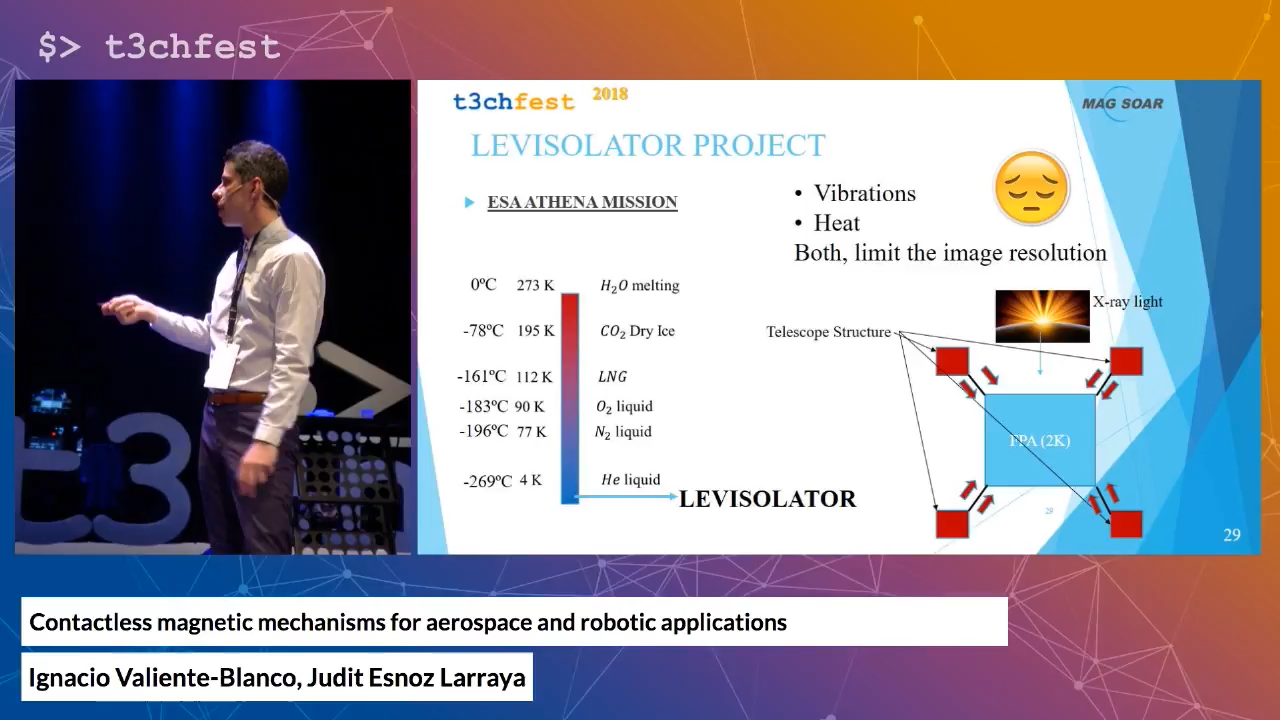 $> t3chfest
t3chfest 2018
MAG SOAR
LEVISOLATOR PROJECT
ESA ATHENA MISSION
• Vibrations
• Heat
Both, limit the image resolution
0ºC 273 K H₂O melting
-78ºC 195 K CO₂ Dry Ice
-161ºC 112 K LNG
-183ºC 90 K O₂ liquid
-196ºC 77 K N₂ liquid
-269ºC 4 K He liquid
LEVISOLATOR
X-ray light
Telescope Structure
FPA (2K)
29
29
t3
Contactless magnetic mechanisms for aerospace and robotic applications
Ignacio Valiente-Blanco, Judit Esnoz Larraya